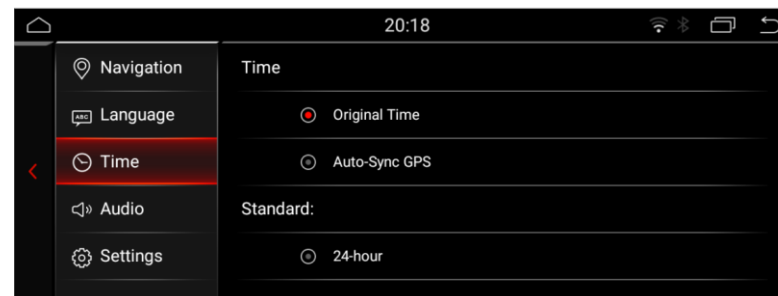 20:18
Navigation
Language
Time
Audio
Settings
Time
Original Time
Auto-Sync GPS
Standard:
24-hour